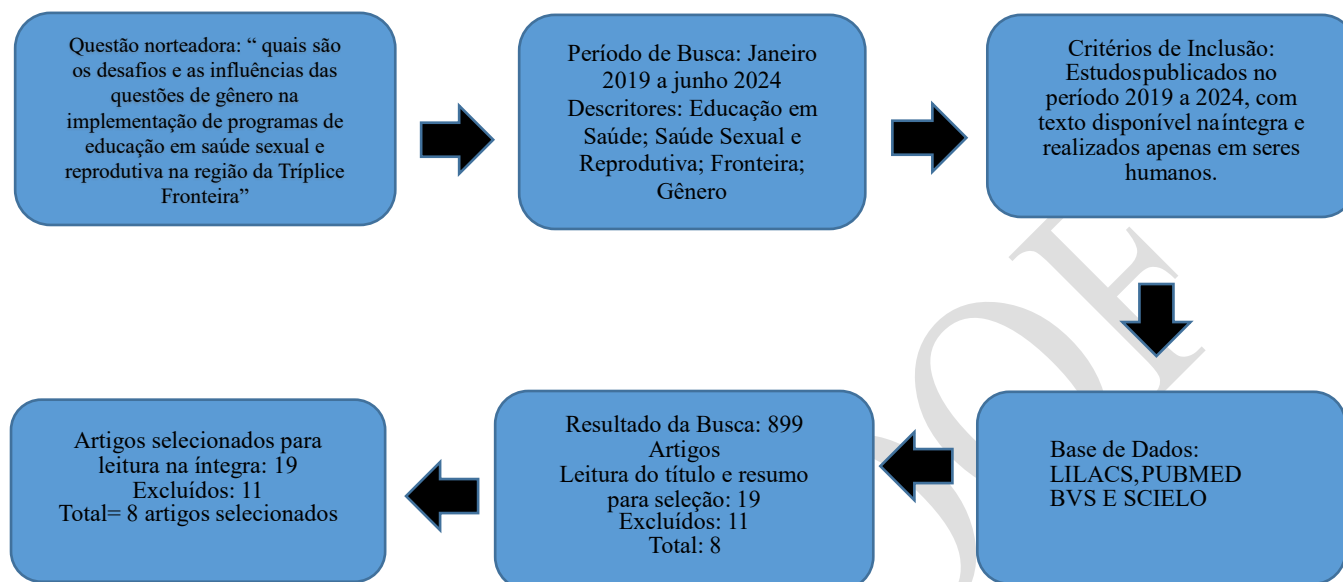 Questão norteadora: “ quais são
os desafios e as influências das
questões de gênero na
implementação de programas de
educação em saúde sexual e
reprodutiva na região da Tríplice
Fronteira”
Período de Busca: Janeiro
2019 a junho 2024
Descritores: Educação em
Saúde; Saúde Sexual e
Reprodutiva; Fronteira;
Gênero
Critérios de Inclusão:
Estudospublicados no
período 2019 a 2024, com
texto disponível naíntegra e
realizados apenas em seres
humanos.
Base de Dados:
LILACS,PUBMED
BVS E SCIELO
Resultado da Busca: 899
Artigos
Leitura do título e resumo
para seleção: 19
Excluídos: 11
Total: 8
Artigos selecionados para
leitura na íntegra: 19
Excluídos: 11
Total= 8 artigos selecionados